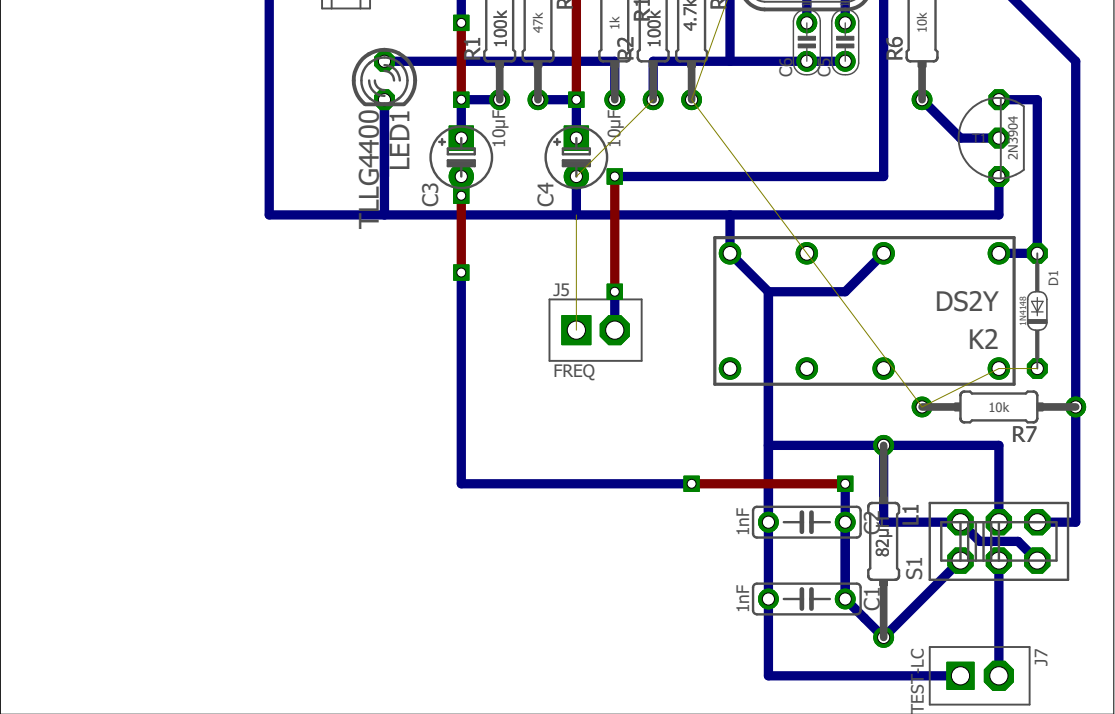 R1
100k
47k
1k
R2
100k
4.7k
C6
R6
10k
TLLG4400
LED1
10µF
10µF
+
+
C3
C4
2N3904
J5
FREQ
DS2Y
K2
D1
1N4148
10k
R7
1nF
C2
82µ
L1
S1
1nF
C1
TEST-LC
J7